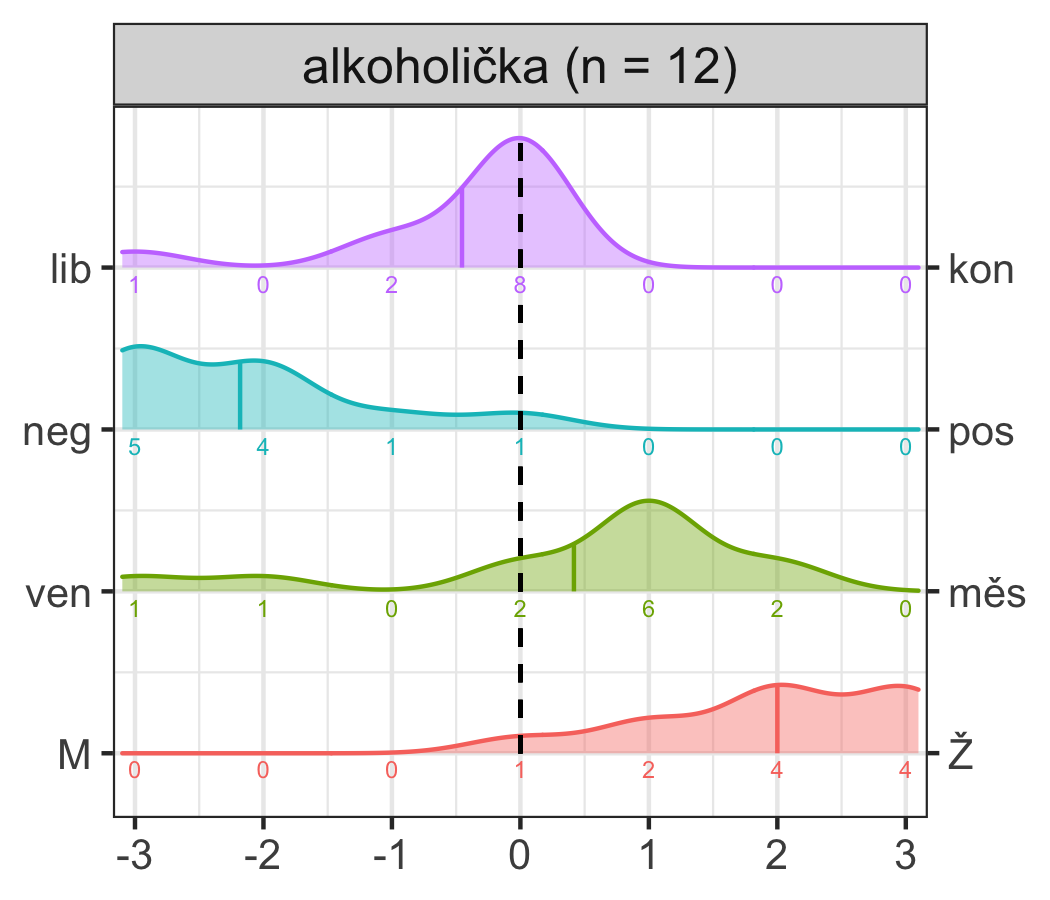 alkoholička (n = 12)
lib kon
1 0 2 8 0 0 0
neg pos
5 4 1 1 0 0 0
ven měs
1 1 0 2 6 2 0
M Ž
0 0 0 1 2 4 4
-3 -2 -1 0 1 2 3